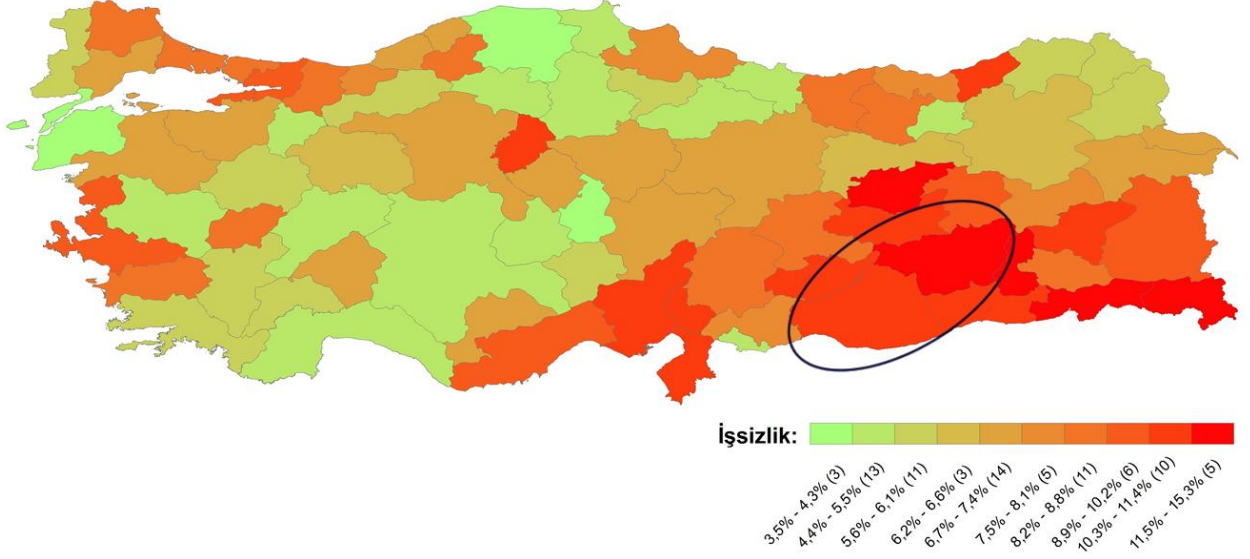 İşsizlik:
3,5% - 4,3% (3)
4,4% - 5,5% (13)
5,6% - 6,1% (11)
6,2% - 6,6% (3)
6,7% - 7,4% (14)
7,5% - 8,1% (5)
8,2% - 8,8% (11)
8,9% - 10,2% (6)
10,3% - 11,4% (10)
11,5% - 15,3% (5)